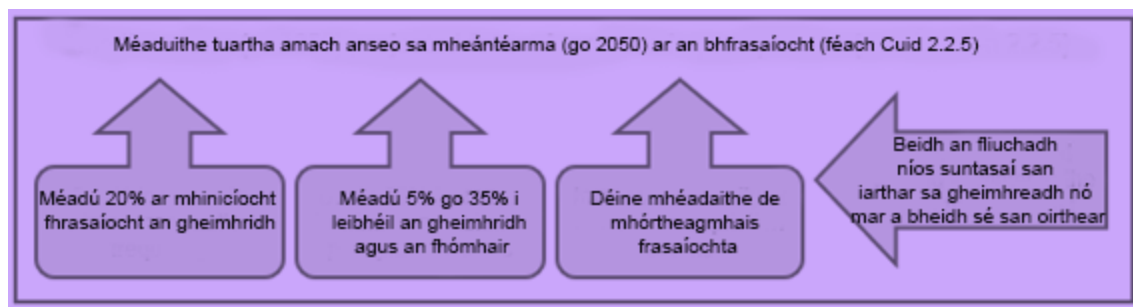 Méaduithe tuartha amach anseo sa mheántéarma (go 2050) ar an bhfrasaíocht (féach Cuid 2.2.5)
Méadú 20% ar mhinicíocht
fhrasaíocht an gheimhridh
Méadú 5% go 35% i
leibhéil an gheimhridh
agus an fhómhair
Déine mhéadaithe de
mhórtheagmhais
frasaíochta
Beidh an fliuchadh
níos suntasaí san
iarthar sa gheimhreadh nó
mar a bheidh sé san oirthear